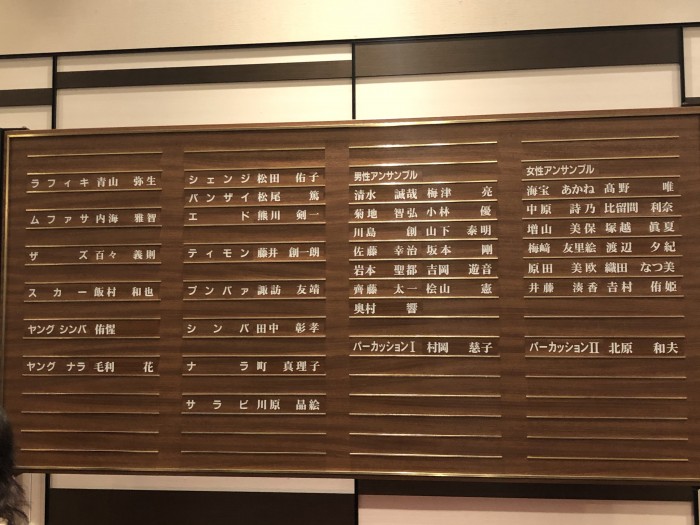 ラフィキ 青山 弥生
ムファサ 内海 雅智
ザズ 百々 義則
スカー 飯村 和也
ヤング シンバ 侑惺
ヤング ナラ 毛利 花
シェンジ 松田 佑子
バンザイ 松尾 篤
エド 熊川 剣一
ティモン 藤井 創一朗
プンバァ 諏訪 友靖
シンバ 田中 彰孝
ナラ 町 真理子
サラビ 川原 晶絵
男性アンサンブル
清水 誠哉 梅津 亮
菊地 智弘 小林 優
川島 創 山下 泰明
佐藤 幸治 坂本 剛
岩本 聖都 吉岡 遊音
齊藤 太一 桧山 憲
奥村 響
パーカッションⅠ 村岡 慈子
女性アンサンブル
海宝 あかね 髙野 唯
中原 詩乃 比留間 利奈
増山 美保 塚越 眞夏
梅﨑 友里絵 渡辺 夕紀
原田 美欧 織田 なつ美
井藤 湊香 吉村 侑姫
パーカッションⅡ 北原 和夫